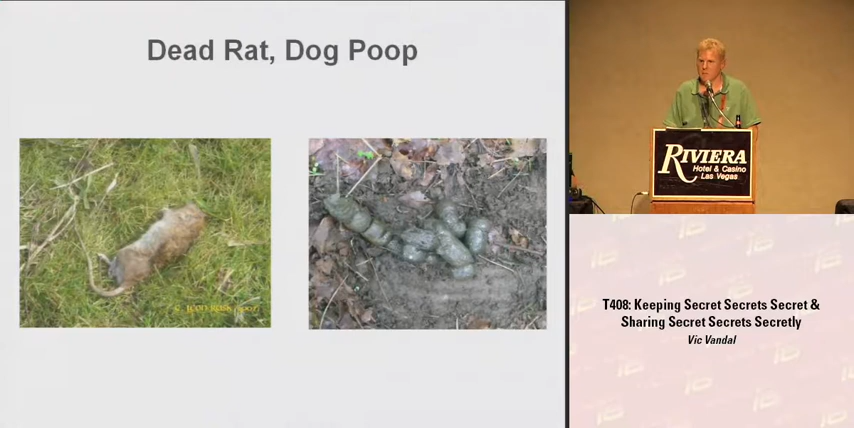 Dead Rat, Dog Poop
RIVIERA
Hotel & Casino
Las Vegas
T408: Keeping Secret Secrets Secret &
Sharing Secret Secrets Secretly
Vic Vandal